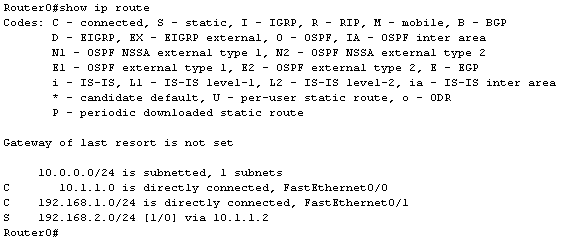 Router0#show ip route
Codes: C - connected, S - static, I - IGRP, R - RIP, M - mobile, B - BGP
       D - EIGRP, EX - EIGRP external, O - OSPF, IA - OSPF inter area
       N1 - OSPF NSSA external type 1, N2 - OSPF NSSA external type 2
       E1 - OSPF external type 1, E2 - OSPF external type 2, E - EGP
       i - IS-IS, L1 - IS-IS level-1, L2 - IS-IS level-2, ia - IS-IS inter area
       * - candidate default, U - per-user static route, o - ODR
       P - periodic downloaded static route

Gateway of last resort is not set

     10.0.0.0/24 is subnetted, 1 subnets
C       10.1.1.0 is directly connected, FastEthernet0/0
C    192.168.1.0/24 is directly connected, FastEthernet0/1
S    192.168.2.0/24 [1/0] via 10.1.1.2
Router0#